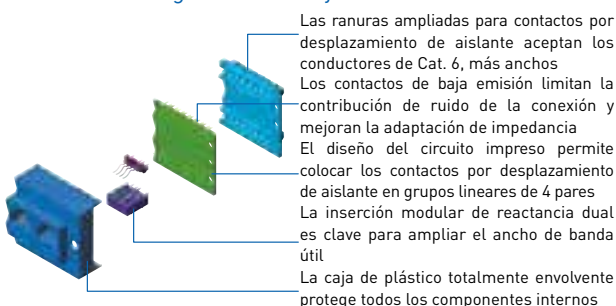 Las ranuras ampliadas para contactos por
desplazamiento de aislante aceptan los
conductores de Cat. 6, más anchos
Los contactos de baja emisión limitan la
contribución de ruido de la conexión y
mejoran la adaptación de impedancia
El diseño del circuito impreso permite
colocar los contactos por desplazamiento
de aislante en grupos lineares de 4 pares
La inserción modular de reactancia dual
es clave para ampliar el ancho de banda
útil
La caja de plástico totalmente envolvente
protege todos los componentes internos